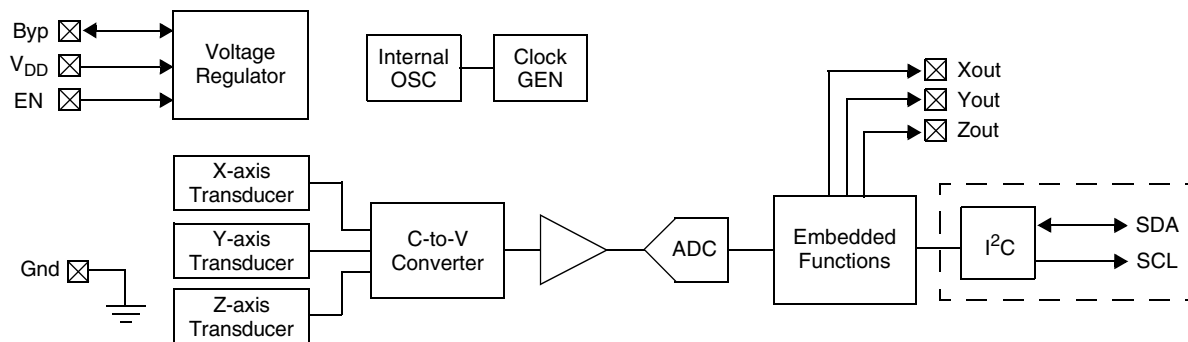 Byp
V_DD
EN
Voltage
Regulator
Internal
OSC
Clock
GEN
Xout
Yout
Zout
X-axis
Transducer
Y-axis
Transducer
Z-axis
Transducer
Gnd
C-to-V
Converter
ADC
Embedded
Functions
I²C
SDA
SCL